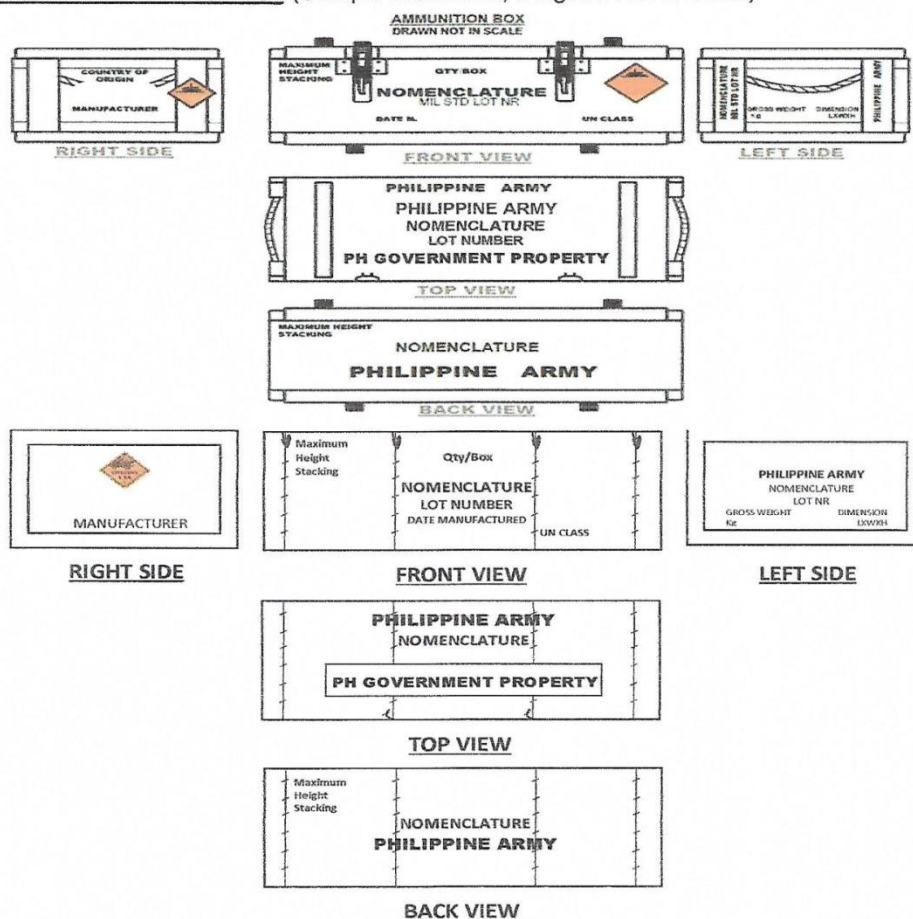 AMMUNITION BOX
DRAWN NOT IN SCALE
COUNTRY OF
ORIGIN
MANUFACTURER
RIGHT SIDE
MAXIMUM
HEIGHT
STACKING
QTY/BOX
NOMENCLATURE
MIL STD LOT NR
DATE M.
UN CLASS
FRONT VIEW
NOMENCLATURE
MIL STD LOT NR
GROSS WEIGHT
Kg
DIMENSION
LXWXH
PHILIPPINE ARMY
LEFT SIDE
PHILIPPINE ARMY
PHILIPPINE ARMY
NOMENCLATURE
LOT NUMBER
PH GOVERNMENT PROPERTY
TOP VIEW
MAXIMUM HEIGHT
STACKING
NOMENCLATURE
PHILIPPINE ARMY
BACK VIEW
MANUFACTURER
RIGHT SIDE
Maximum
Height
Stacking
Qty/Box
NOMENCLATURE
LOT NUMBER
DATE MANUFACTURED
UN CLASS
FRONT VIEW
PHILIPPINE ARMY
NOMENCLATURE
LOT NR
GROSS WEIGHT DIMENSION
Kg LXWXH
LEFT SIDE
PHILIPPINE ARMY
NOMENCLATURE
PH GOVERNMENT PROPERTY
TOP VIEW
Maximum
Height
Stacking
NOMENCLATURE
PHILIPPINE ARMY
BACK VIEW